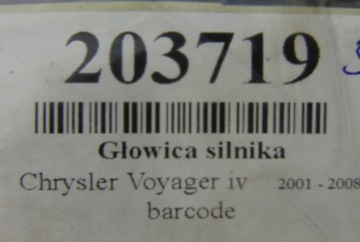 203719
Głowica silnika
Chrysler Voyager iv 2001 - 2008
barcode